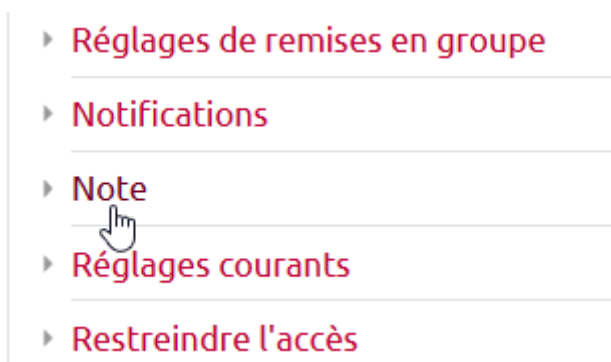 Réglages de remises en groupe
Notifications
Note
Réglages courants
Restreindre l'accès